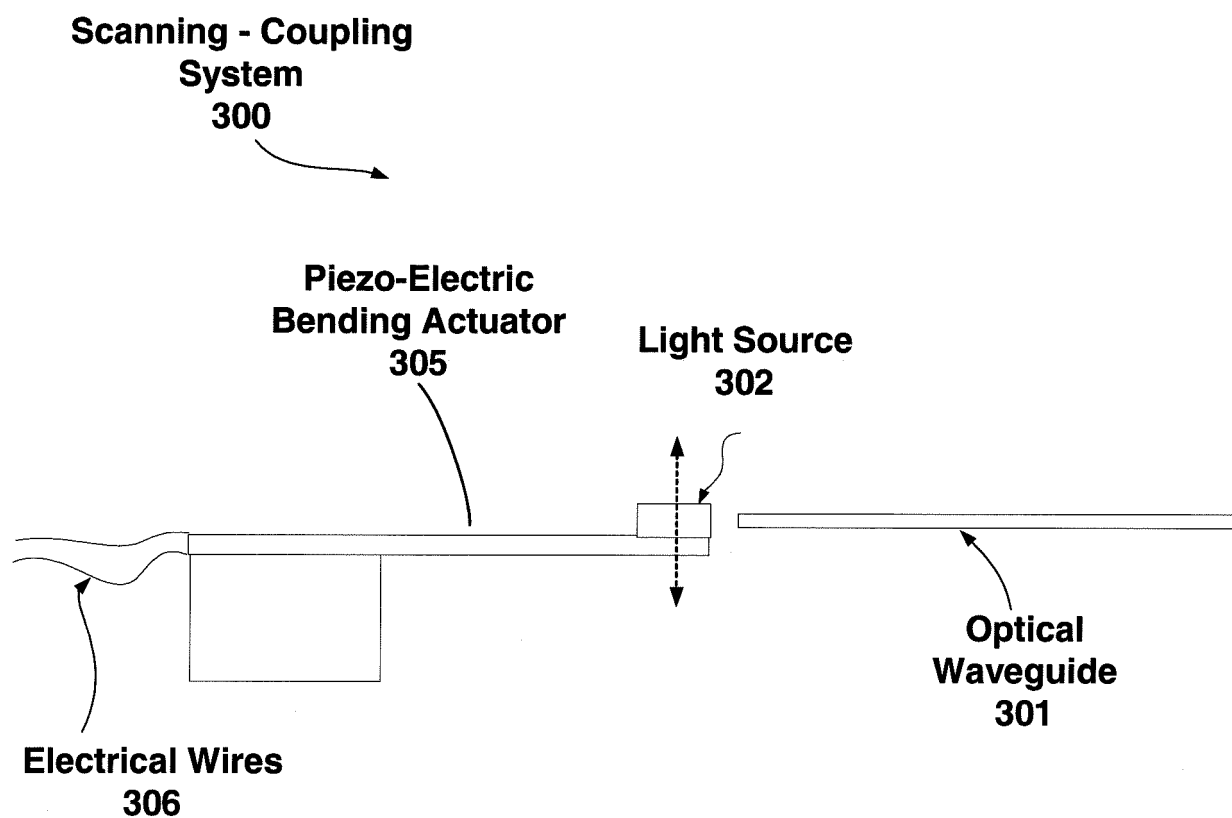 Scanning - Coupling
System
300
Piezo-Electric
Bending Actuator
305
Light Source
302
Optical
Waveguide
301
Electrical Wires
306